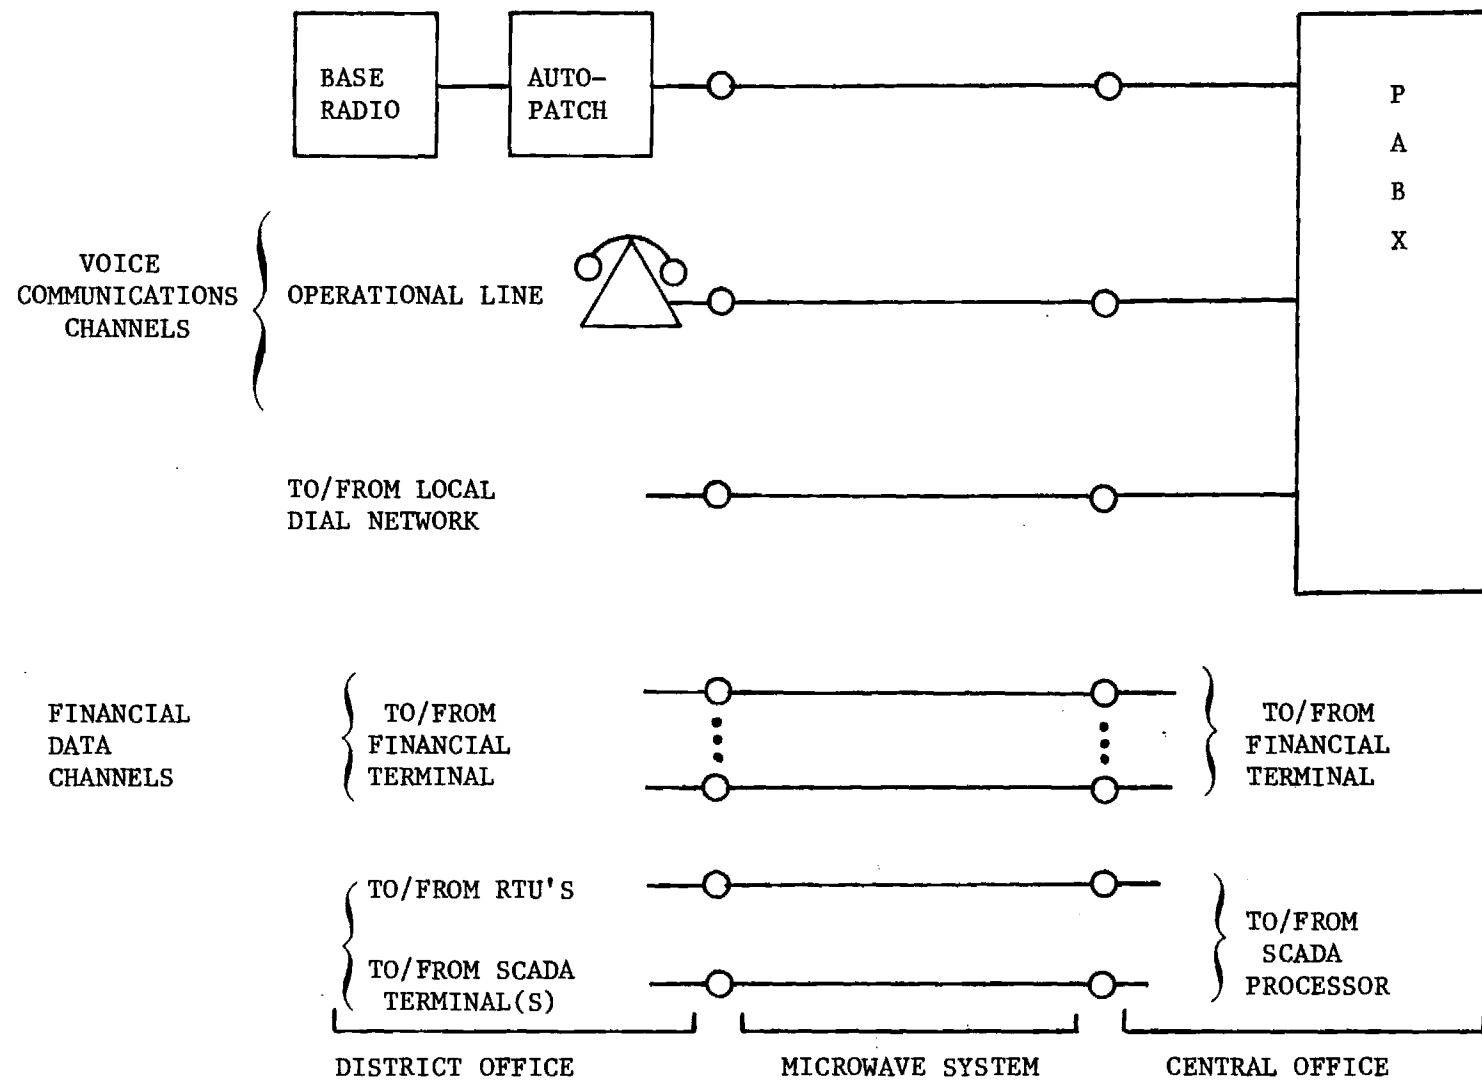 BASE
RADIO
AUTO-
PATCH
P
A
B
X
VOICE
COMMUNICATIONS
CHANNELS
OPERATIONAL LINE
TO/FROM LOCAL
DIAL NETWORK
FINANCIAL
DATA
CHANNELS
TO/FROM
FINANCIAL
TERMINAL
TO/FROM
FINANCIAL
TERMINAL
TO/FROM RTU'S
TO/FROM SCADA
TERMINAL(S)
TO/FROM
SCADA
PROCESSOR
DISTRICT OFFICE
MICROWAVE SYSTEM
CENTRAL OFFICE